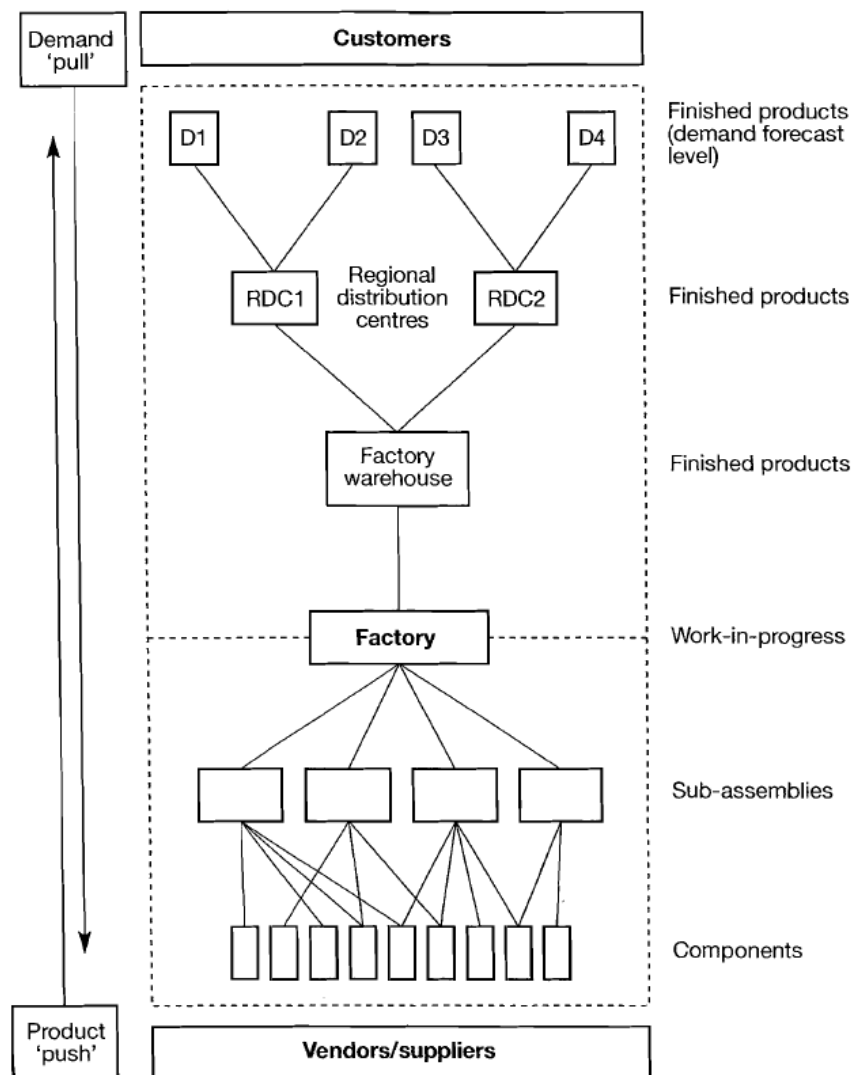 Demand
'pull'
Customers
D1
D2
D3
D4
Finished products
(demand forecast
level)
RDC1
Regional
distribution
centres
RDC2
Finished products
Factory
warehouse
Finished products
Factory
Work-in-progress
Sub-assemblies
Components
Product
'push'
Vendors/suppliers